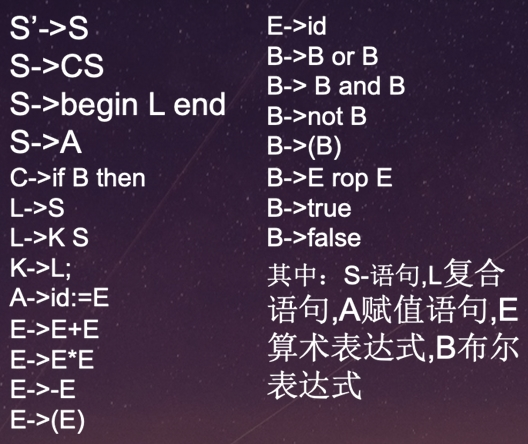 S’->S
S->CS
S->begin L end
S->A
C->if B then
L->S
L->K S
K->L;
A->id:=E
E->E+E
E->E*E
E->-E
E->(E)
E->id
B->B or B
B-> B and B
B->not B
B->(B)
B->E rop E
B->true
B->false
其中：S-语句,L复合
语句,A赋值语句,E
算术表达式,B布尔
表达式